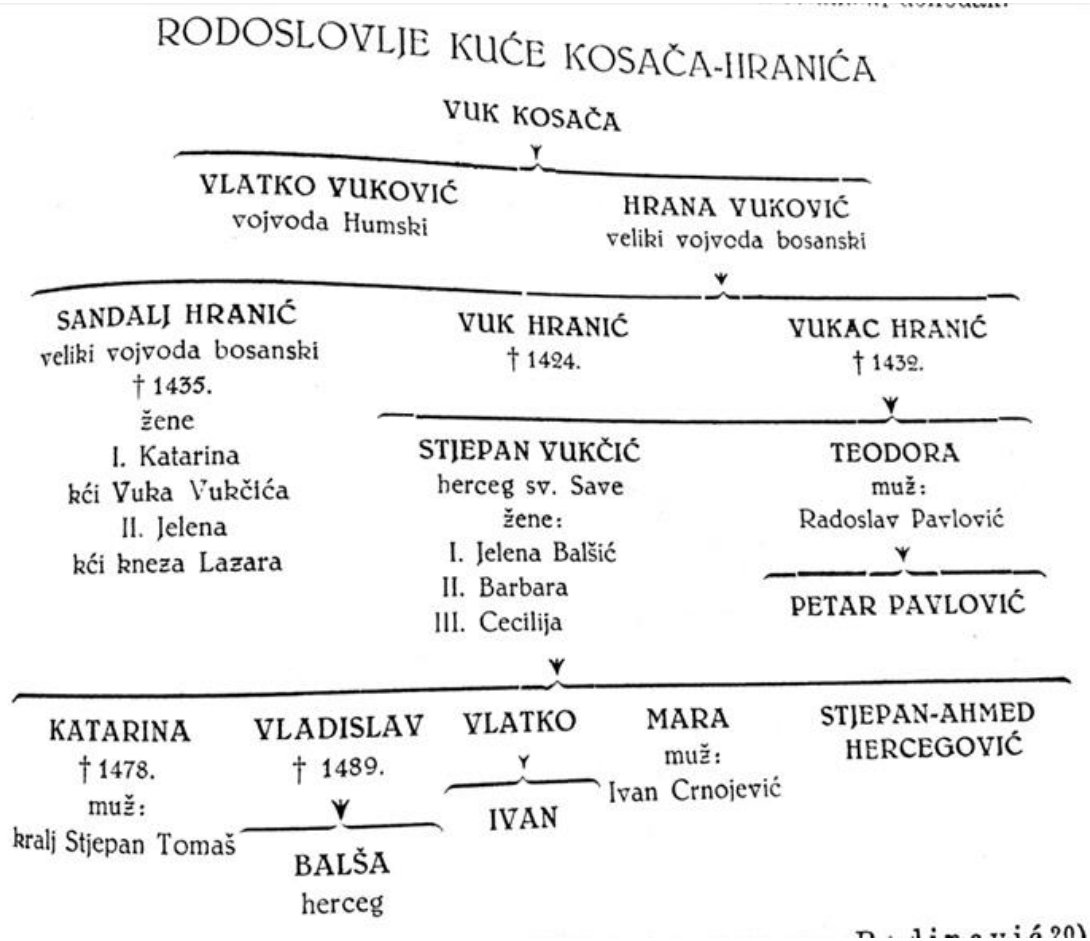 RODOSLOVLJE KUĆE KOSAČA-HRANIĆA
VUK KOSAČA
VLATKO VUKOVIĆ
vojvoda Humski
HRANA VUKOVIĆ
veliki vojvoda bosanski
SANDALJ HRANIĆ
veliki vojvoda bosanski
† 1435.
žene
I. Katarina
kći Vuka Vukčića
II. Jelena
kći kneza Lazara
VUK HRANIĆ
† 1424.
VUKAC HRANIĆ
† 1432.
STJEPAN VUKČIĆ
herceg sv. Save
žene:
I. Jelena Balšić
II. Barbara
III. Cecilija
TEODORA
muž:
Radoslav Pavlović
PETAR PAVLOVIĆ
KATARINA
† 1478.
muž:
kralj Stjepan Tomaš
VLADISLAV
† 1489.
BALŠA
herceg
VLATKO
IVAN
MARA
muž:
Ivan Crnojević
STJEPAN-AHMED
HERCEGOVIĆ